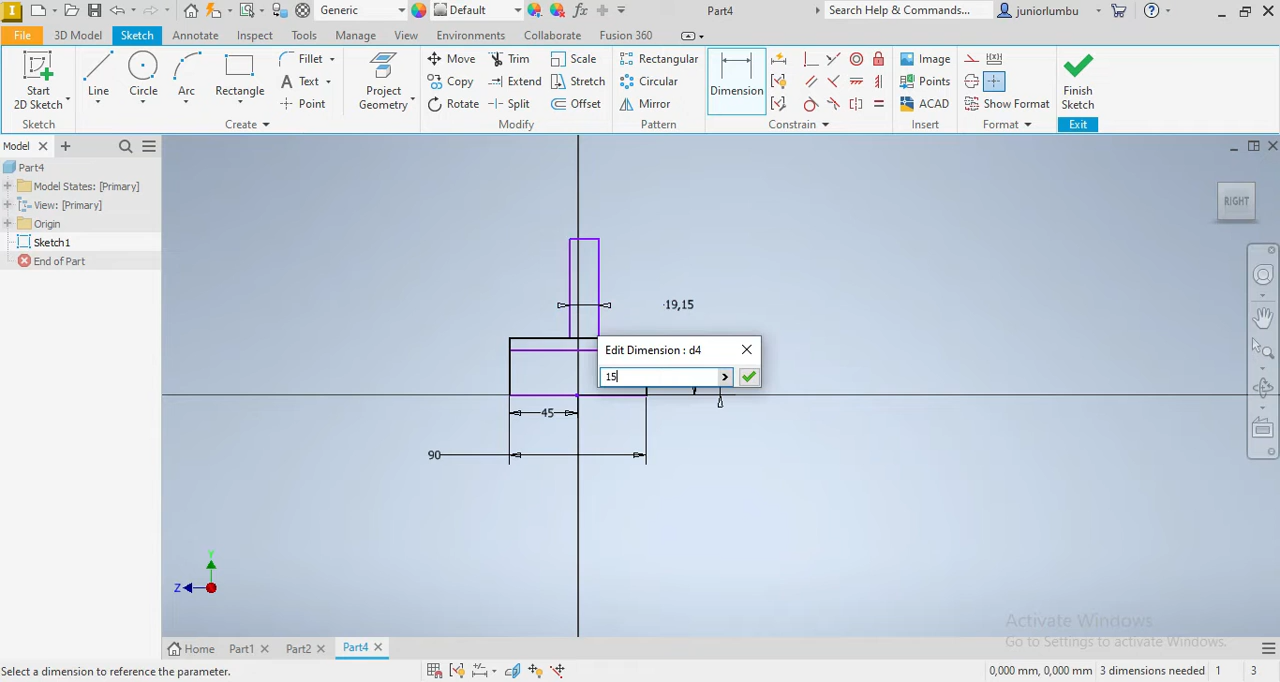 Generic
Default
Part4
Search Help & Commands...
juniorlumbu
File
3D Model
Sketch
Annotate
Inspect
Tools
Manage
View
Environments
Collaborate
Fusion 360
Start
2D Sketch
Line
Circle
Arc
Rectangle
Fillet
Text
Point
Project
Geometry
Move
Copy
Rotate
Trim
Extend
Split
Scale
Stretch
Offset
Rectangular
Circular
Mirror
Dimension
Image
Points
ACAD
Show Format
Finish
Sketch
Sketch
Create
Modify
Pattern
Constrain
Insert
Format
Exit
Model
Part4
Model States: [Primary]
View: [Primary]
Origin
Sketch1
End of Part
RIGHT
19,15
Edit Dimension : d4
15
45
90
Y
Z
Activate Windows
Go to Settings to activate Windows.
Home
Part1
Part2
Part4
Select a dimension to reference the parameter.
0,000 mm, 0,000 mm
3 dimensions needed
1
3